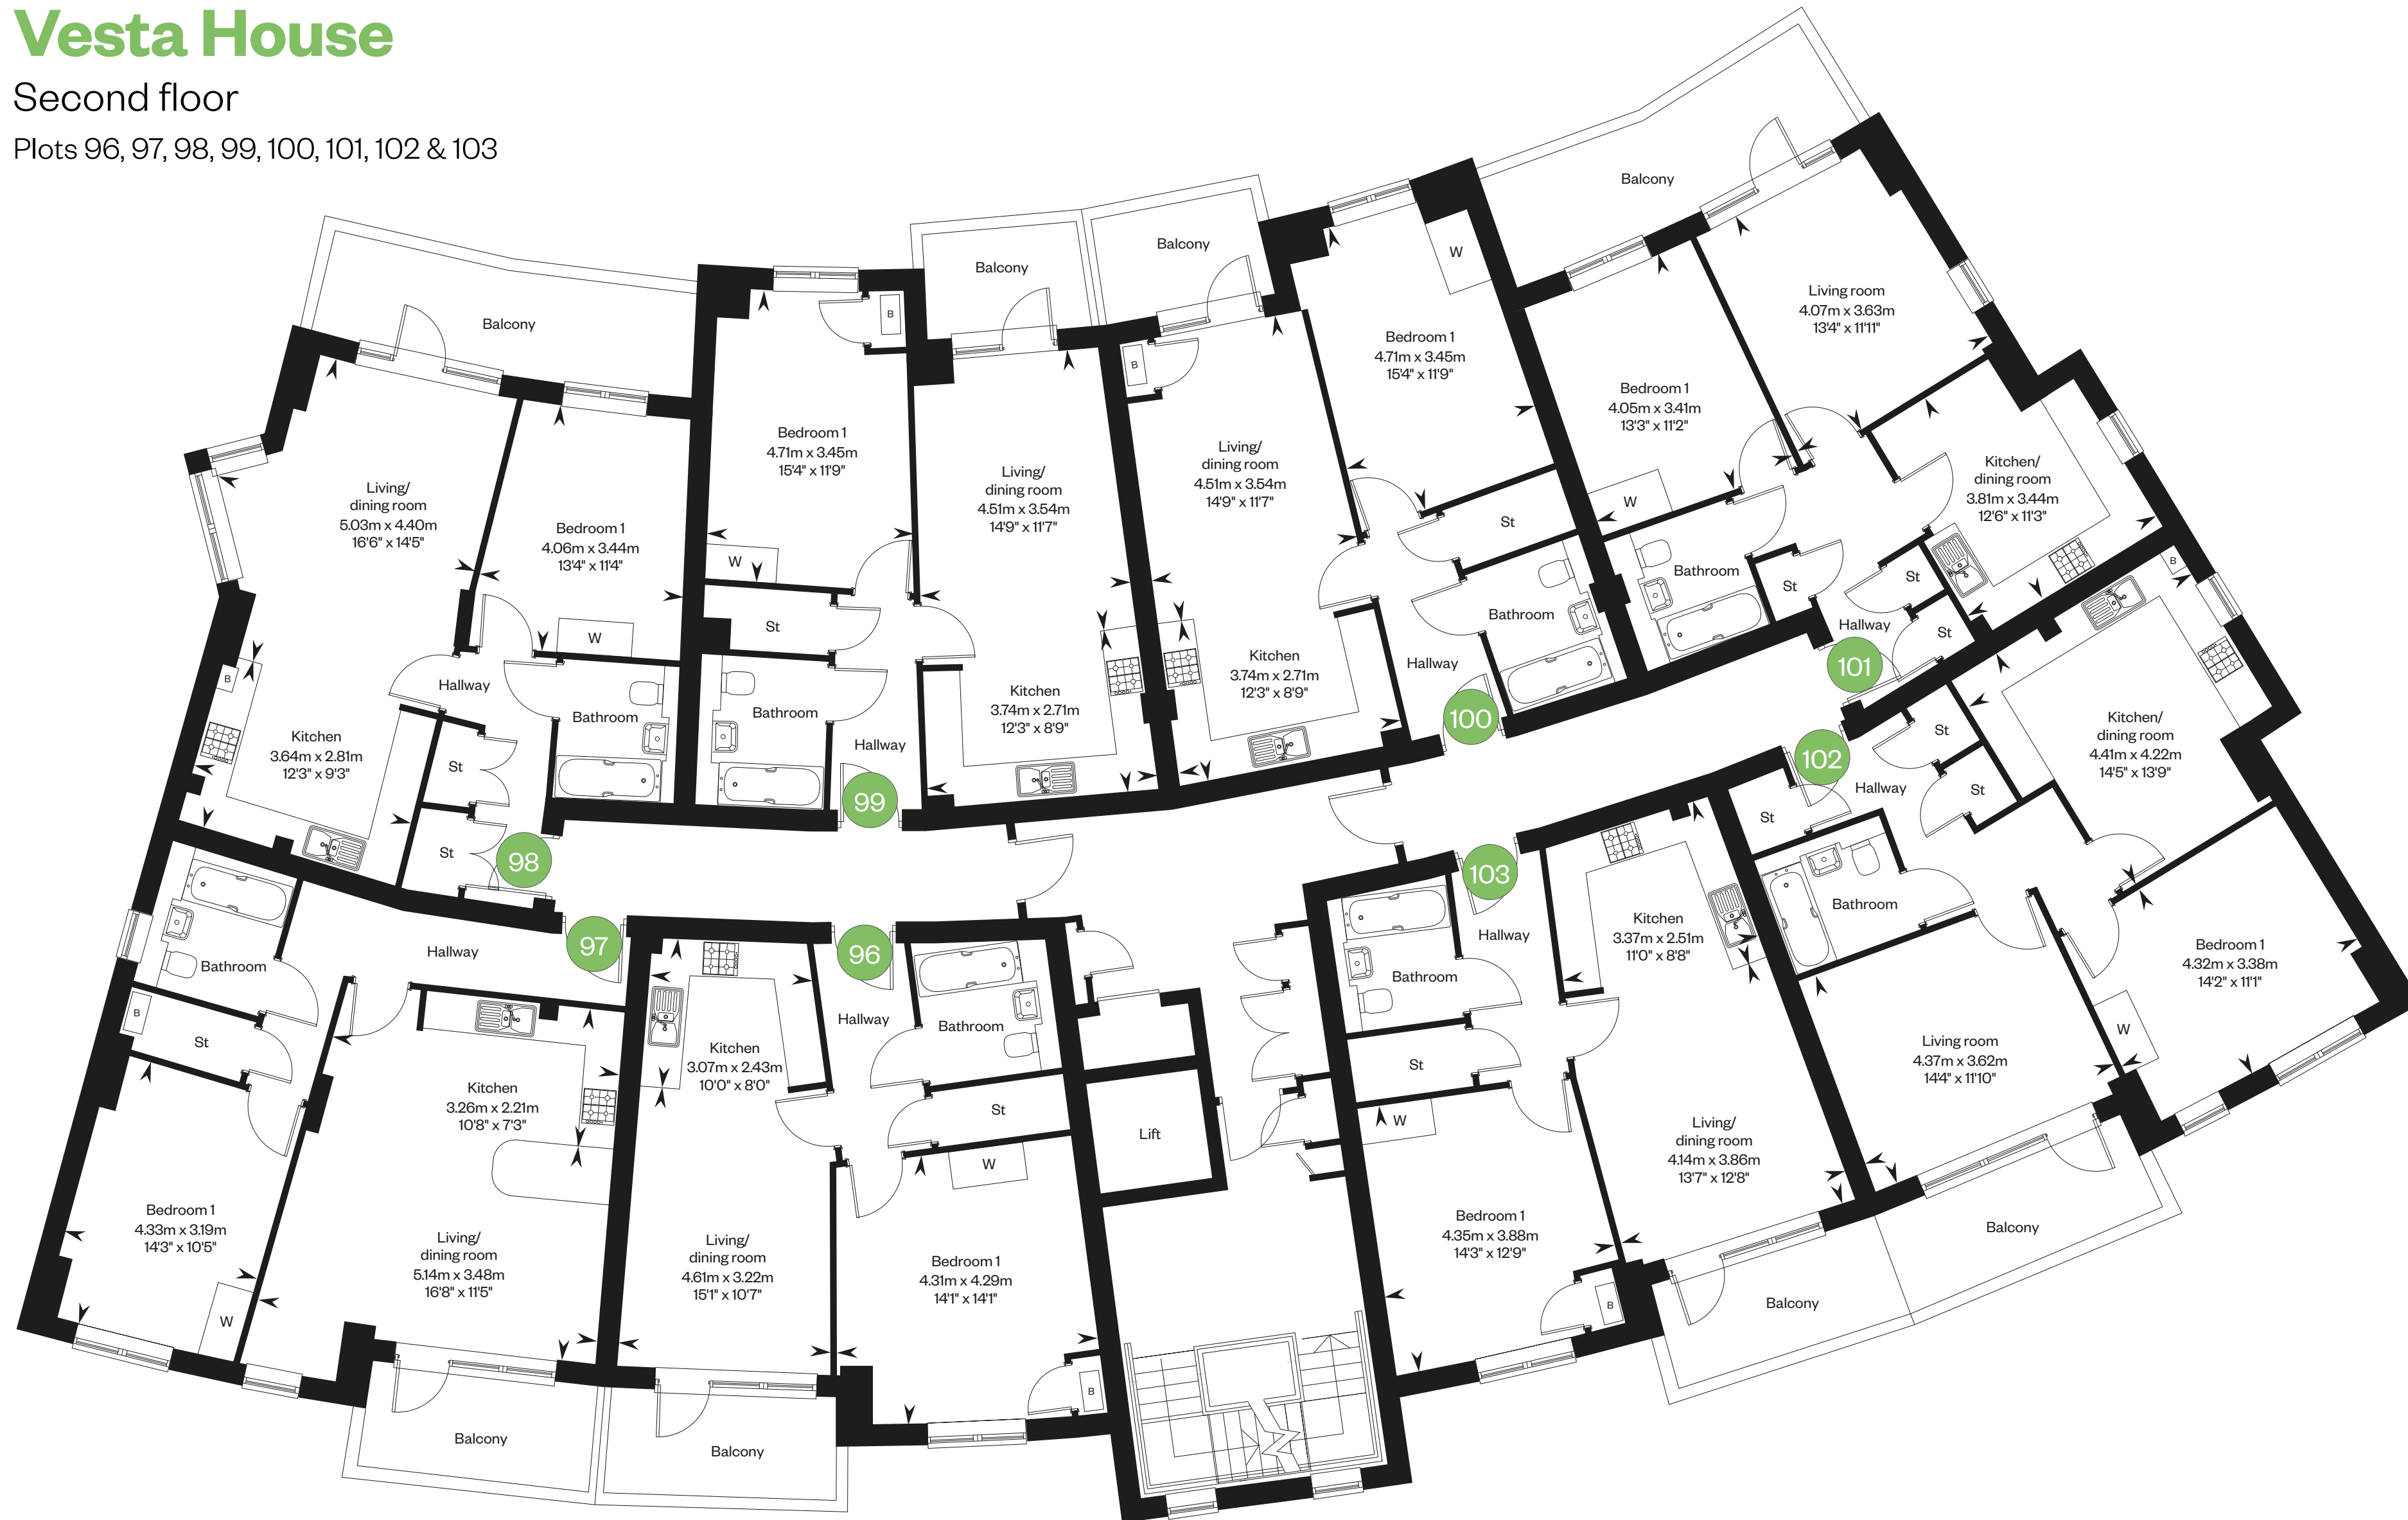 Vesta House
Second floor
Plots 96, 97, 98, 99, 100, 101, 102 & 103
Balcony
Living/
dining room
5.03m x 4.40m
16'6" x 14'5"
Bedroom 1
4.06m x 3.44m
13'4" x 11'4"
W
B
Kitchen
3.64m x 2.81m
12'3" x 9'3"
Hallway
Bathroom
St
St
98
Bedroom 1
4.71m x 3.45m
15'4" x 11'9"
B
W
St
Bathroom
Hallway
99
Balcony
Living/
dining room
4.51m x 3.54m
14'9" x 11'7"
Kitchen
3.74m x 2.71m
12'3" x 8'9"
Balcony
B
Living/
dining room
4.51m x 3.54m
14'9" x 11'7"
Kitchen
3.74m x 2.71m
12'3" x 8'9"
Bedroom 1
4.71m x 3.45m
15'4" x 11'9"
W
St
Bathroom
Hallway
100
Balcony
Living room
4.07m x 3.63m
13'4" x 11'11"
Bedroom 1
4.05m x 3.41m
13'3" x 11'2"
W
Kitchen/
dining room
3.81m x 3.44m
12'6" x 11'3"
Bathroom
St
St
St
Hallway
101
B
Kitchen/
dining room
4.41m x 4.22m
14'5" x 13'9"
102
Hallway
St
St
St
Bathroom
Living room
4.37m x 3.62m
14'4" x 11'10"
Bedroom 1
4.32m x 3.38m
14'2" x 11'1"
W
Balcony
103
Hallway
Bathroom
St
Kitchen
3.37m x 2.51m
11'0" x 8'8"
Living/
dining room
4.14m x 3.86m
13'7" x 12'8"
W
Bedroom 1
4.35m x 3.88m
14'3" x 12'9"
B
Balcony
Lift
96
Hallway
Bathroom
St
W
Kitchen
3.07m x 2.43m
10'0" x 8'0"
Living/
dining room
4.61m x 3.22m
15'1" x 10'7"
Bedroom 1
4.31m x 4.29m
14'1" x 14'1"
B
Balcony
97
Hallway
Bathroom
B
St
Kitchen
3.26m x 2.21m
10'8" x 7'3"
Living/
dining room
5.14m x 3.48m
16'8" x 11'5"
Bedroom 1
4.33m x 3.19m
14'3" x 10'5"
W
Balcony